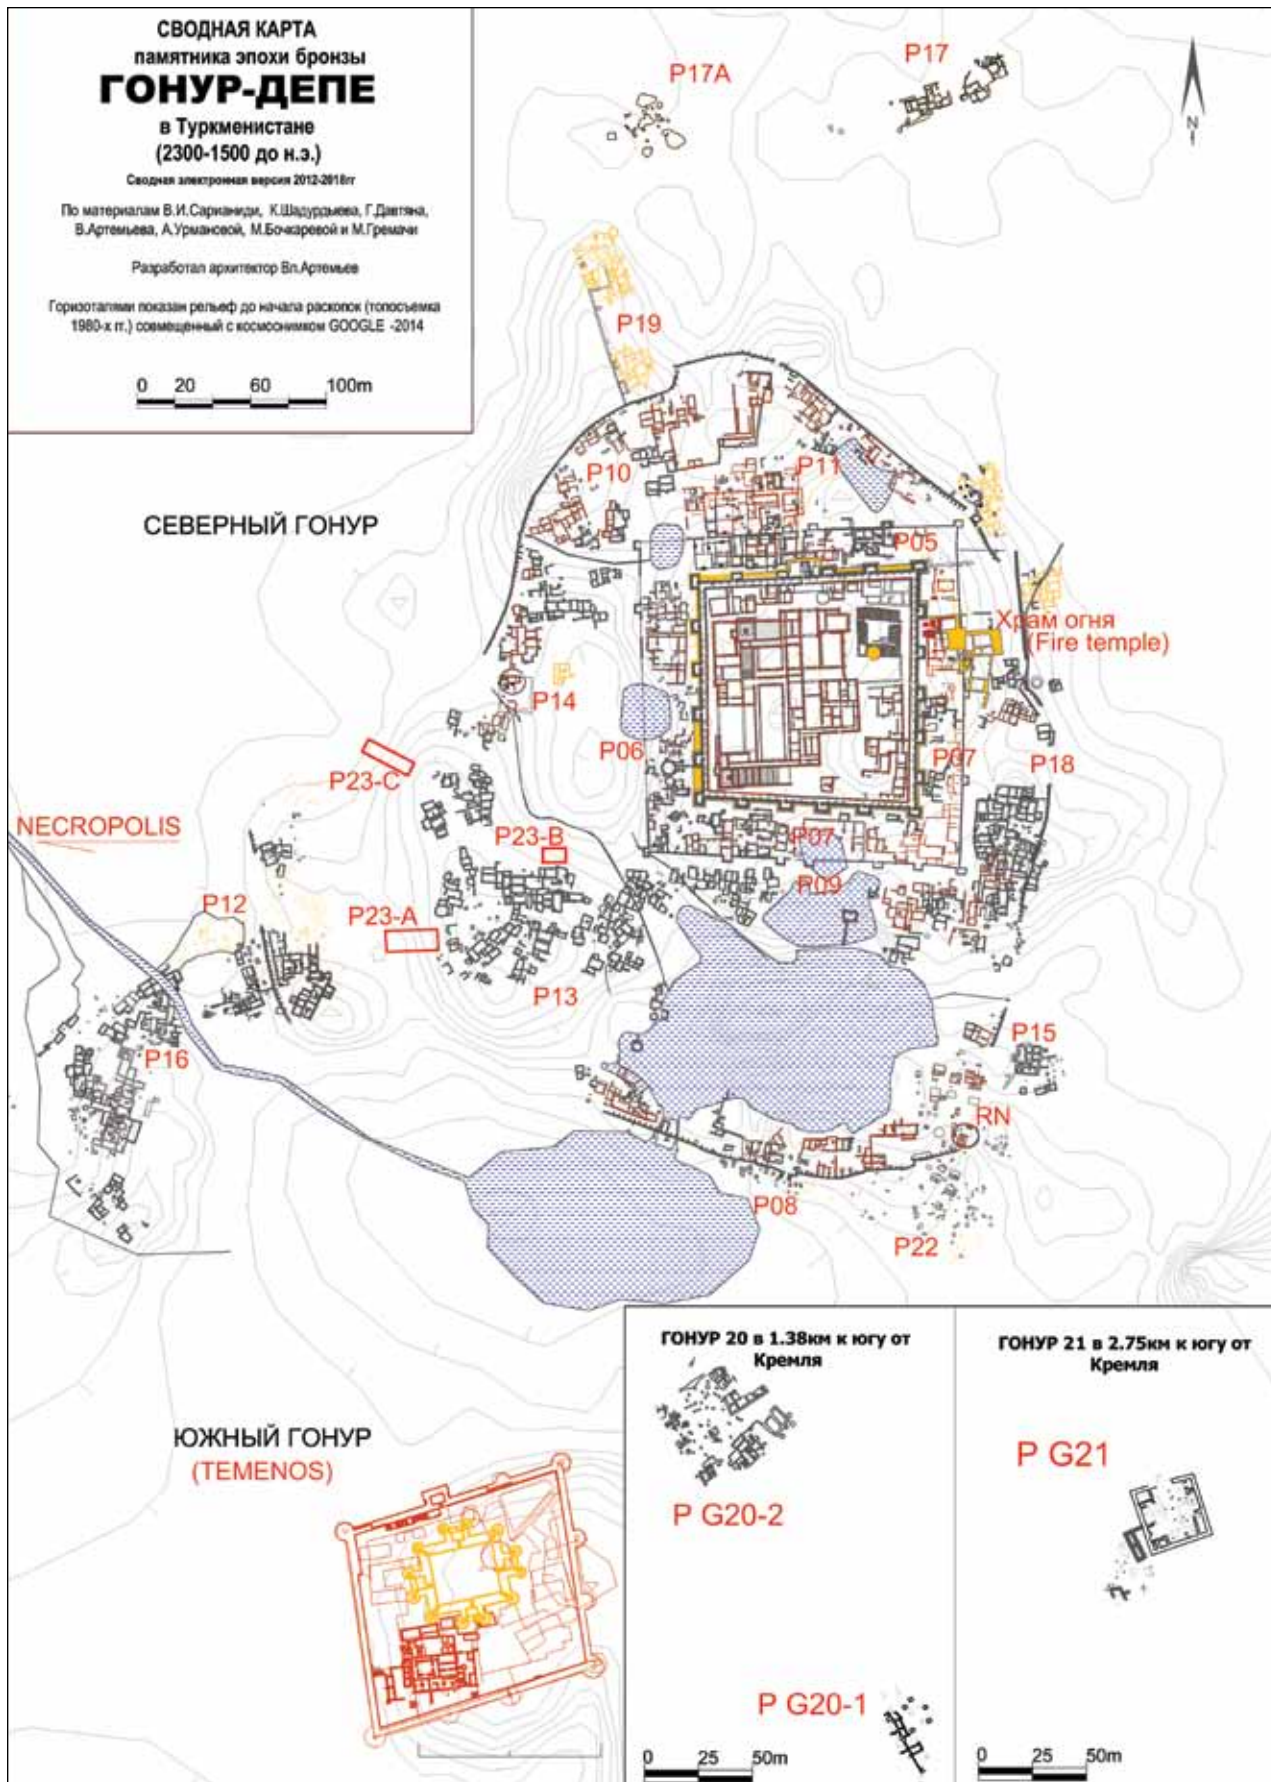 СВОДНАЯ КАРТА
памятника эпохи бронзы
ГОНУР-ДЕПЕ
в Туркменистане
(2300-1500 до н.э.)
Сводная электронная версия 2012-2018гг
По материалам В.И.Сарианиди, К.Шадурдыева, Г.Давтяна,
В.Артемьева, А.Урмановой, М.Бочкаревой и М.Гремачи
Разработал архитектор Вл.Артемьев
Горизоталями показан рельеф до начала раскопок (топосъемка
1980-х гг.) совмещенный с космоснимком GOOGLE -2014
0 20 60 100m
P17A
P17
N
P19
P10
P11
СЕВЕРНЫЙ ГОНУР
P05
Храм огня
(Fire temple)
P14
P06
P07
P18
P23-C
NECROPOLIS
P23-B
P07
P09
P12
P23-A
P13
P16
P15
RN
P08
P22
ГОНУР 20 в 1.38км к югу от
Кремля
ГОНУР 21 в 2.75км к югу от
Кремля
ЮЖНЫЙ ГОНУР
(TEMENOS)
P G21
P G20-2
P G20-1
0 25 50m
0 25 50m